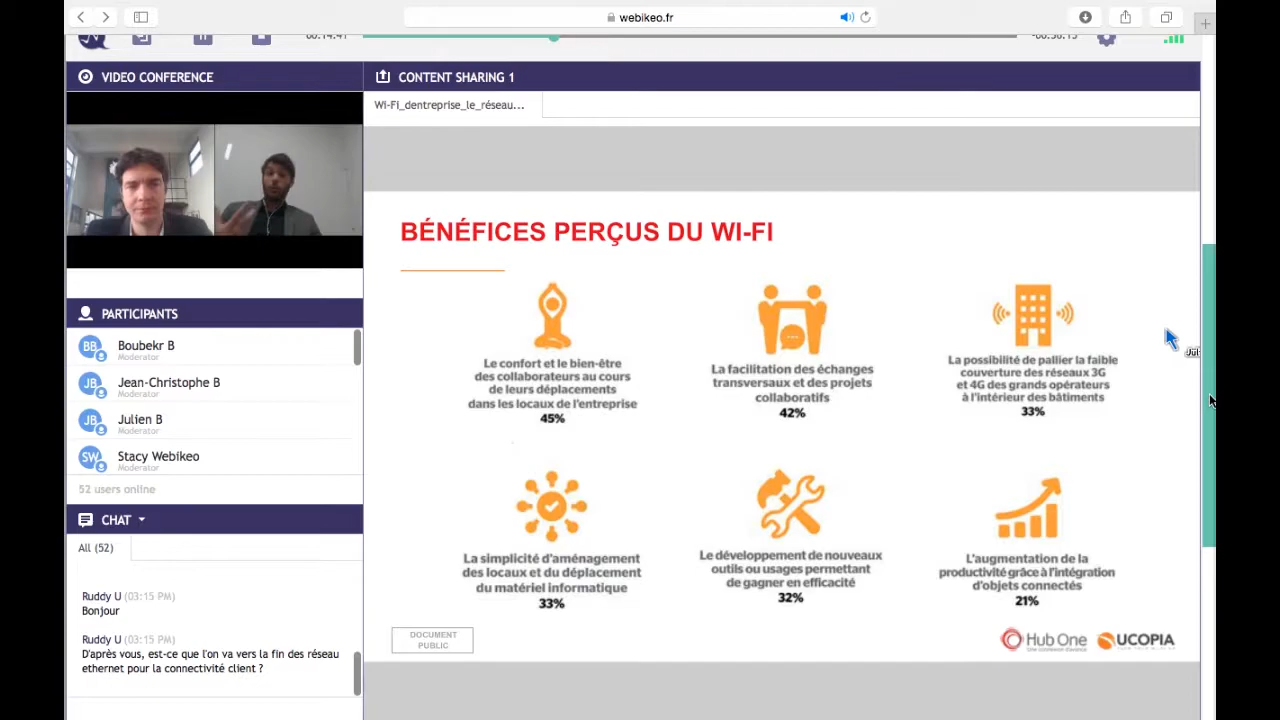 webikeo.fr
00:14:41
-00:36:15
VIDEO CONFERENCE
CONTENT SHARING 1
Wi-Fi_dentreprise_le_réseau...
BÉNÉFICES PERÇUS DU WI-FI
Le confort et le bien-être
des collaborateurs au cours
de leurs déplacements
dans les locaux de l'entreprise
45%
La facilitation des échanges
transversaux et des projets
collaboratifs
42%
La possibilité de pallier la faible
couverture des réseaux 3G
et 4G des grands opérateurs
à l'intérieur des bâtiments
33%
La simplicité d'aménagement
des locaux et du déplacement
du matériel informatique
33%
Le développement de nouveaux
outils ou usages permettant
de gagner en efficacité
32%
L'augmentation de la
productivité grâce à l'intégration
d'objets connectés
21%
DOCUMENT
PUBLIC
Hub One
UCOPIA
PARTICIPANTS
BB
Boubekr B
Moderator
JB
Jean-Christophe B
Moderator
JB
Julien B
Moderator
SW
Stacy Webikeo
Moderator
52 users online
CHAT
All (52)
Ruddy U (03:15 PM)
Bonjour
Ruddy U (03:15 PM)
D'après vous, est-ce que l'on va vers la fin des réseau
ethernet pour la connectivité client ?